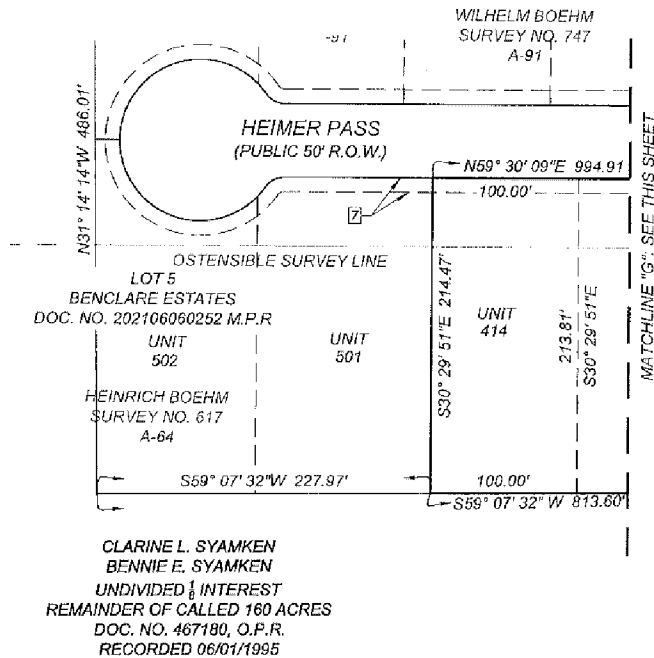 WILHELM BOEHM
SURVEY NO. 747
A-91
-91
N31° 14' 14"W 486.01'
HEIMER PASS
(PUBLIC 50' R.O.W.)
N59° 30' 09"E 994.91
100.00'
7
OSTENSIBLE SURVEY LINE
LOT 5
BENCLARE ESTATES
DOC. NO. 202106060252 M.P.R
UNIT
502
UNIT
501
S30° 29' 51"E 214.47'
UNIT
414
213.81'
S30° 29' 51"E
MATCHLINE "G": SEE THIS SHEET
HEINRICH BOEHM
SURVEY NO. 617
A-64
S59° 07' 32"W 227.97'
100.00'
S59° 07' 32" W 813.60'
CLARINE L. SYAMKEN
BENNIE E. SYAMKEN
UNDIVIDED INTEREST
REMAINDER OF CALLED 160 ACRES
DOC. NO. 467180, O.P.R.
RECORDED 06/01/1995